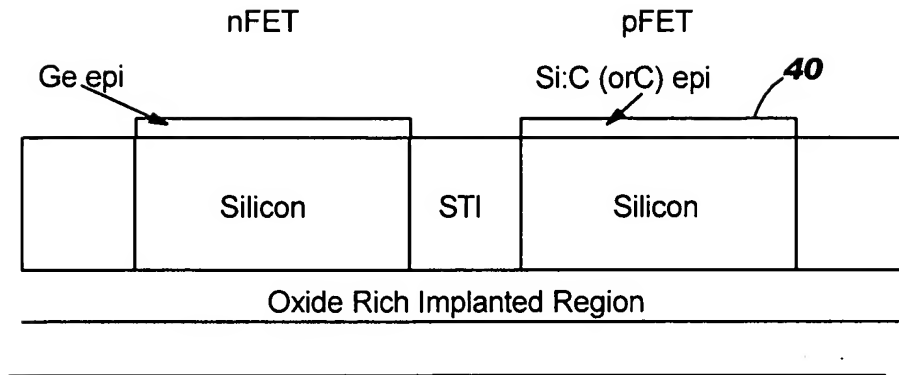 nFET pFET
Ge epi Si:C (orC) epi 40
Silicon STI Silicon
Oxide Rich Implanted Region